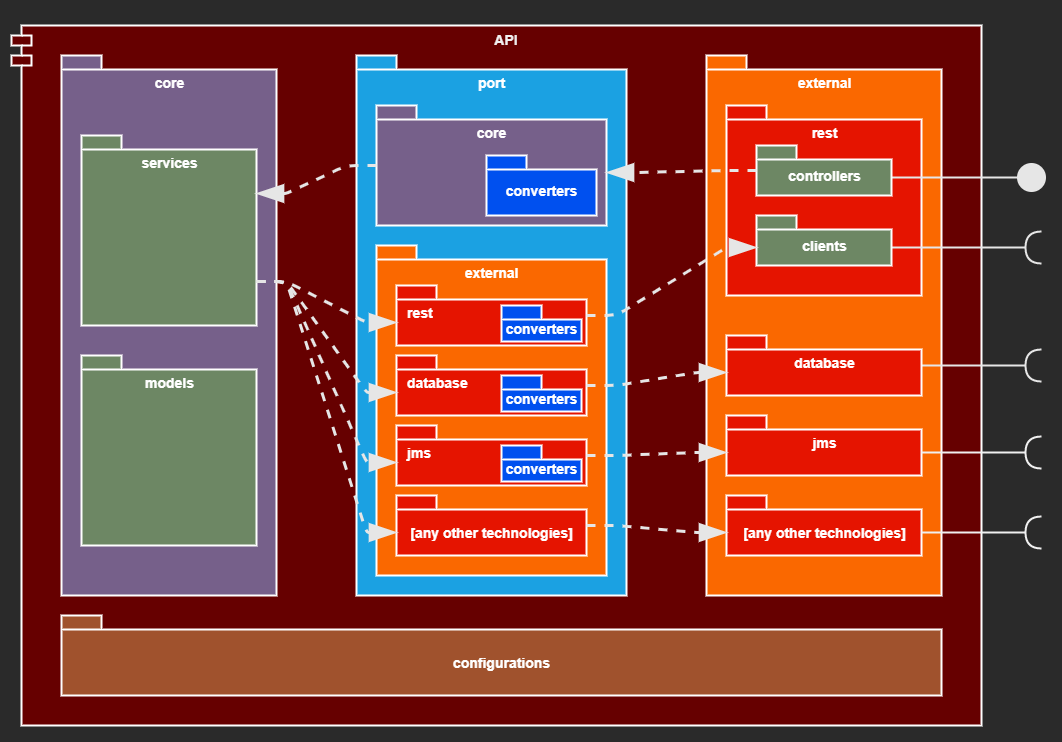 API
core
services
models
port
core
converters
external
rest
converters
database
converters
jms
converters
[any other technologies]
external
rest
controllers
clients
database
jms
[any other technologies]
configurations